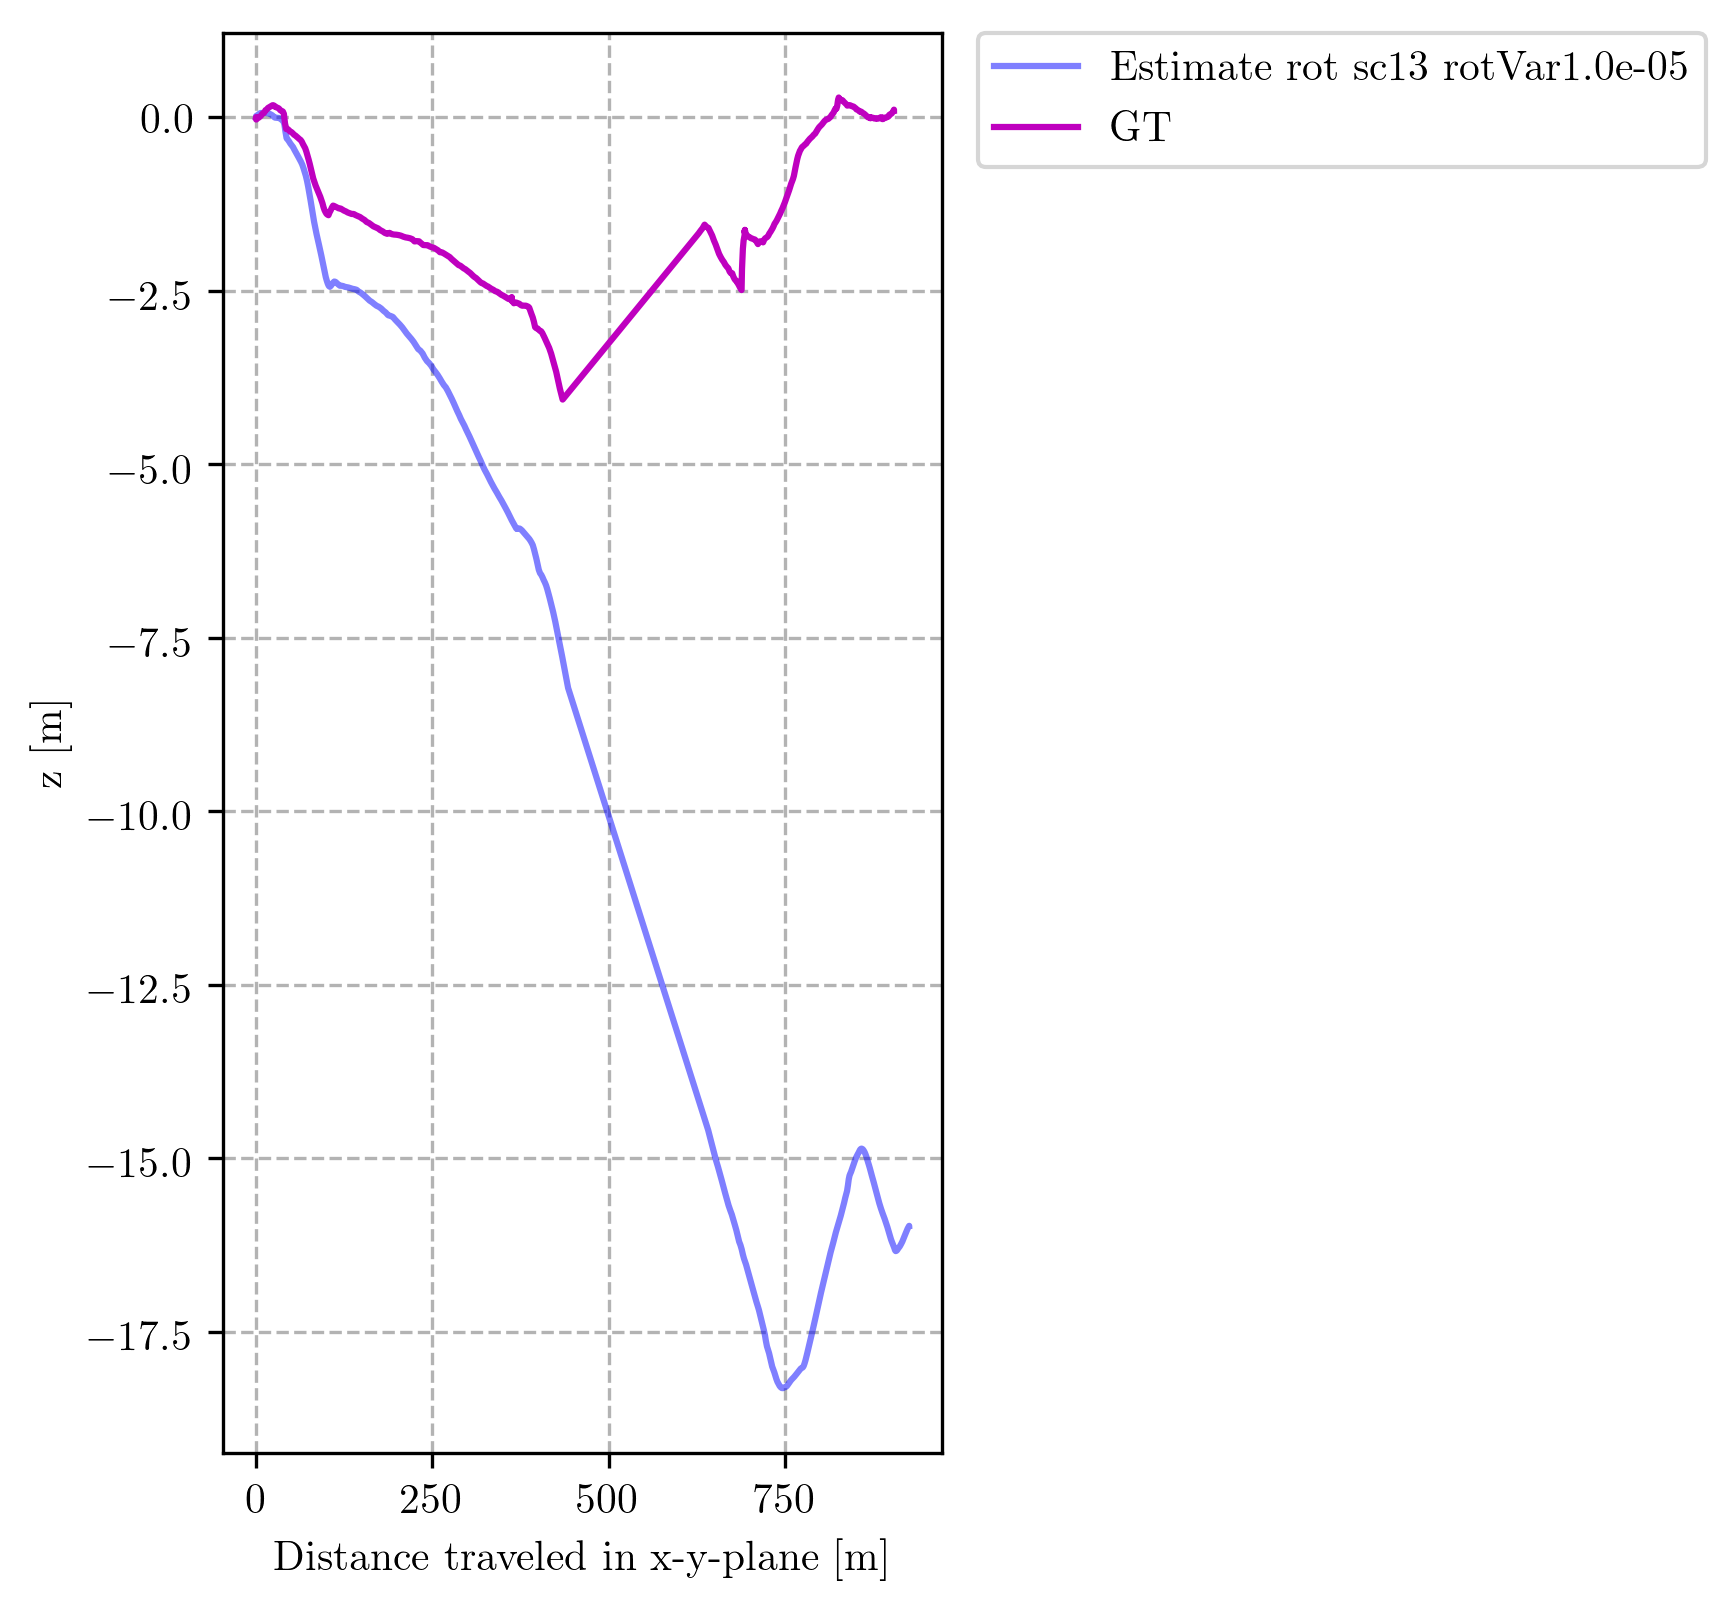 Estimate rot sc13 rotVar1.0e-05
GT
0.0
−2.5
−5.0
−7.5
−10.0
−12.5
−15.0
−17.5
z [m]
0 250 500 750
Distance traveled in x-y-plane [m]